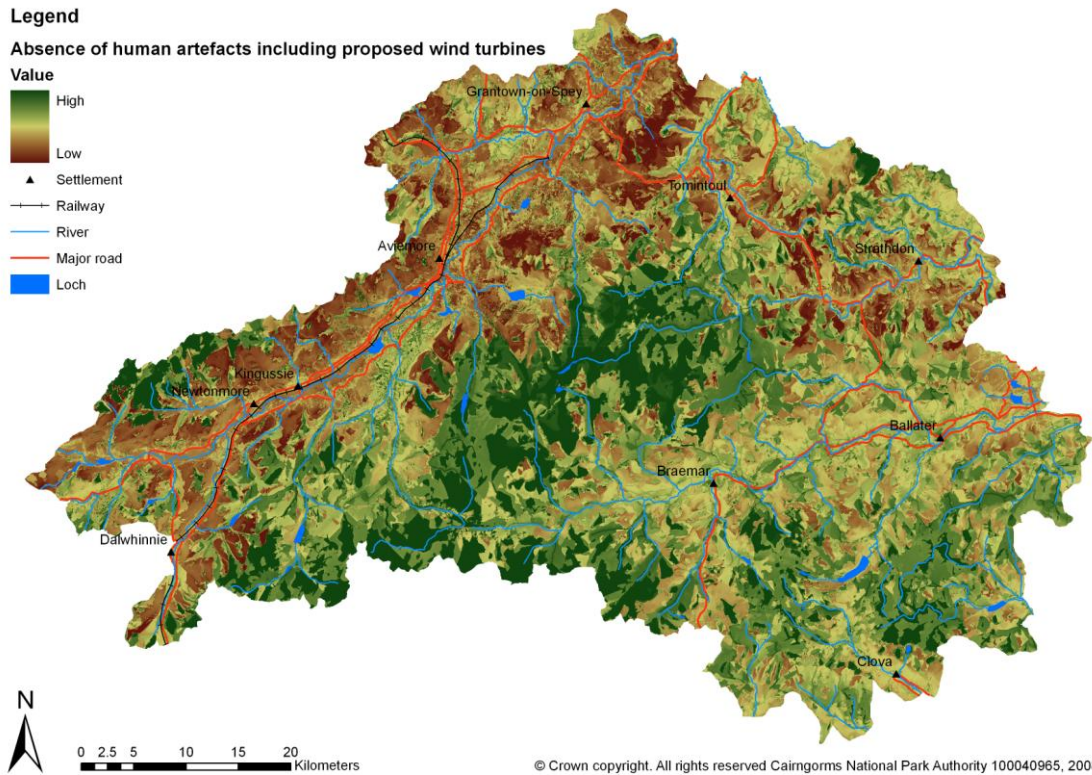 Legend
Absence of human artefacts including proposed wind turbines
Value
High
Low
Settlement
Railway
River
Major road
Loch
Grantown-on-Spey
Tomintoul
Aviemore
Strathdon
Kingussie
Newtonmore
Ballater
Braemar
Dalwhinnie
Clova
N
0 2.5 5 10 15 20
Kilometers
© Crown copyright. All rights reserved Cairngorms National Park Authority 100040965, 200